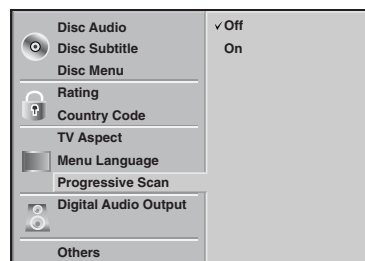 Disc Audio
Disc Subtitle
Disc Menu
Rating
Country Code
TV Aspect
Menu Language
Progressive Scan
Digital Audio Output
Others
✓ Off
On